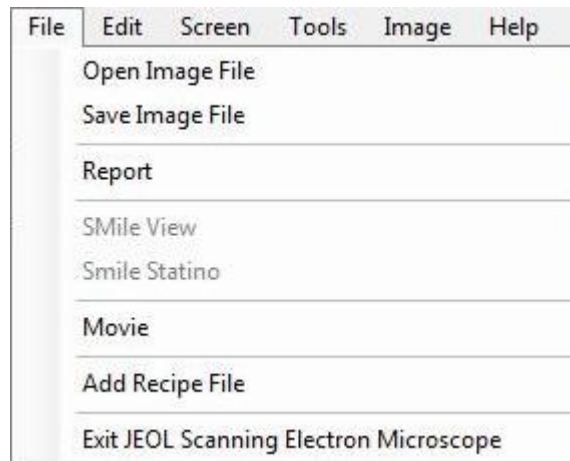 File Edit Screen Tools Image Help
Open Image File
Save Image File
Report
SMile View
Smile Statino
Movie
Add Recipe File
Exit JEOL Scanning Electron Microscope